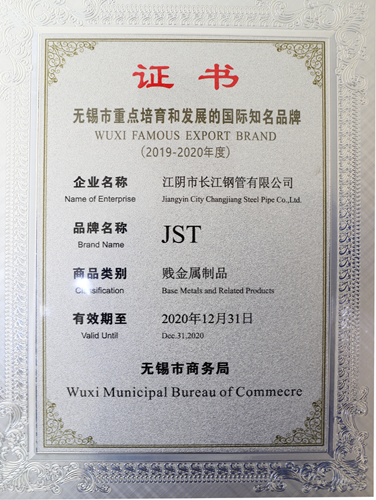 证书
无锡市重点培育和发展的国际知名品牌
WUXI FAMOUS EXPORT BRAND
(2019-2020年度)
企业名称 江阴市长江钢管有限公司
Name of Enterprise Jiangyin City Changjiang Steel Pipe Co.,Ltd.
品牌名称 JST
Brand Name
商品类别 贱金属制品
Classification Base Metals and Related Products
有效期至 2020年12月31日
Valid Until Dec.31,2020
无锡市商务局
Wuxi Municipal Bureau of Commecre